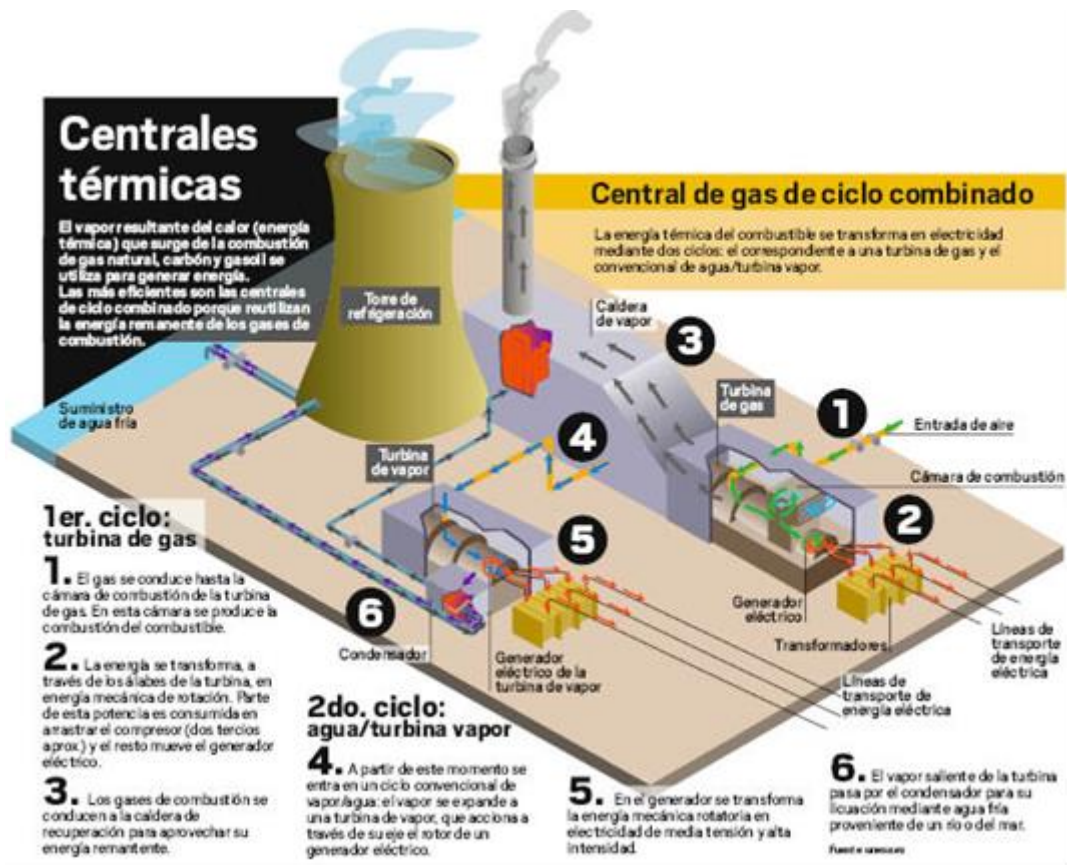 Centrales
térmicas
El vapor resultante del calor (energía
térmica) que surge de la combustión
de gas natural, carbón y gasoil se
utiliza para generar energía.
Las más eficientes son las centrales
de ciclo combinado porque reutilizan
la energía remanente de los gases de
combustión.
Central de gas de ciclo combinado
La energía térmica del combustible se transforma en electricidad
mediante dos ciclos: el correspondiente a una turbina de gas y el
convencional de agua/turbina vapor.
Torre de
refrigeración
Caldera
de vapor
3
Turbina
de gas
1
Entrada de aire
Suministro
de agua fría
4
Turbina
de vapor
Cámara de combustión
2
5
6
Condensador
Generador
eléctrico de la
turbina de vapor
Generador
eléctrico
Transformadores
Líneas de
transporte
de energía
eléctrica
Líneas de
transporte de
energía eléctrica
1er. ciclo:
turbina de gas
1. El gas se conduce hasta la
cámara de combustión de la turbina
de gas. En esta cámara se produce la
combustión del combustible.
2. La energía se transforma, a
través de los álabes de la turbina, en
energía mecánica de rotación. Parte
de esta potencia es consumida en
arrastrar el compresor (dos tercios
aprox.) y el resto mueve el generador
eléctrico.
3. Los gases de combustión se
conducen a la caldera de
recuperación para aprovechar su
energía remantente.
2do. ciclo:
agua/turbina vapor
4. A partir de este momento se
entra en un ciclo convencional de
vapor/agua: el vapor se expande a
una turbina de vapor, que acciona a
través de su eje el rotor de un
generador eléctrico.
5. En el generador se transforma
la energía mecánica rotatoria en
electricidad de media tensión y alta
intensidad.
6. El vapor saliente de la turbina
pasa por el condensador para su
licuación mediante agua fría
proveniente de un río o del mar.
Fuente